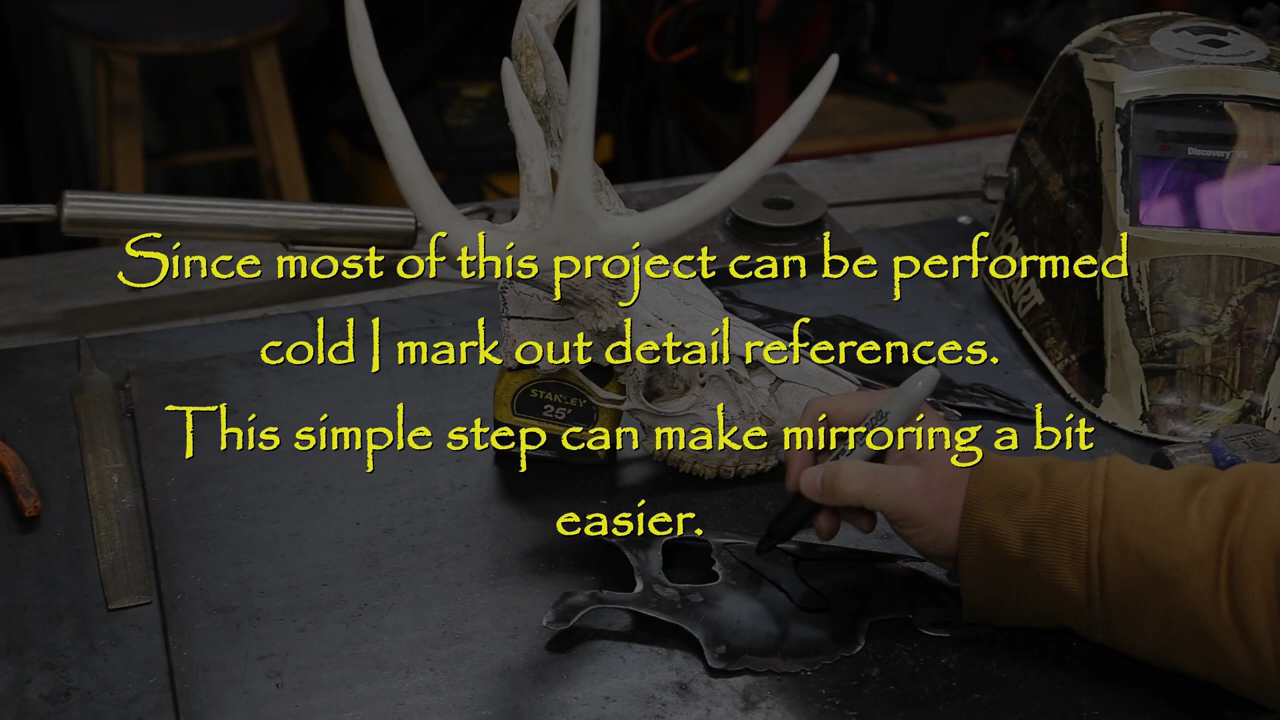 Since most of this project can be performed
cold I mark out detail references.
This simple step can make mirroring a bit
easier.
Discovery
STANLEY
25'
HOBART